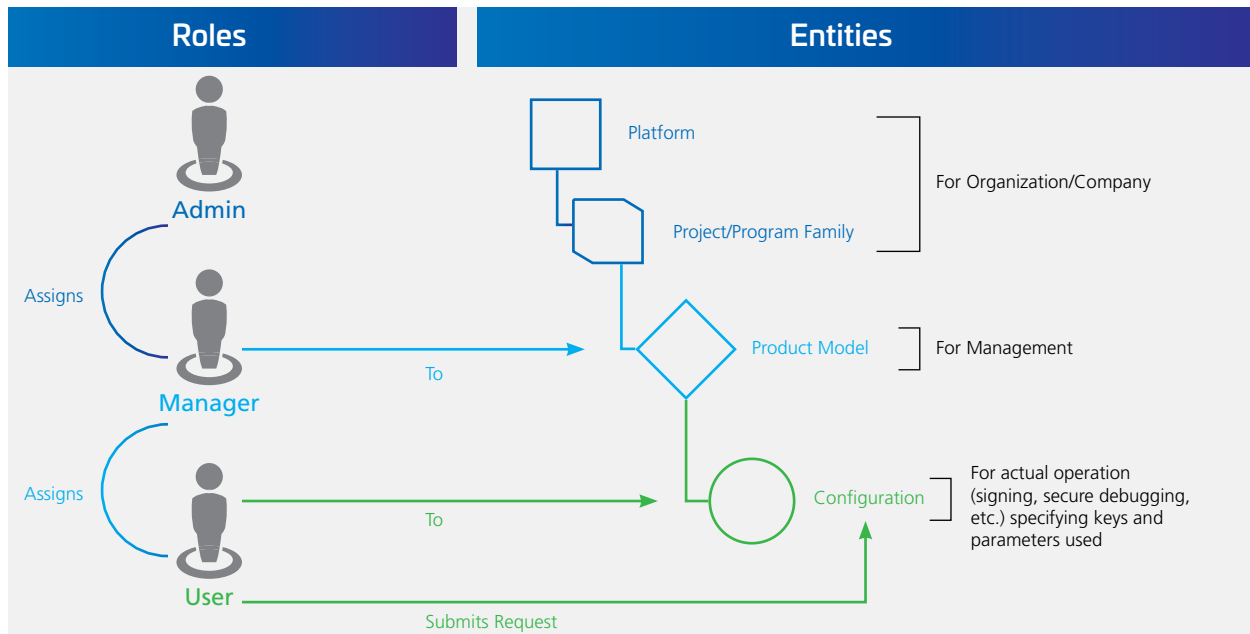 Roles
Entities
Platform
For Organization/Company
Admin
Project/Program Family
Assigns
Product Model
For Management
To
Manager
Assigns
Configuration
For actual operation
(signing, secure debugging,
etc.) specifying keys and
parameters used
To
User
Submits Request